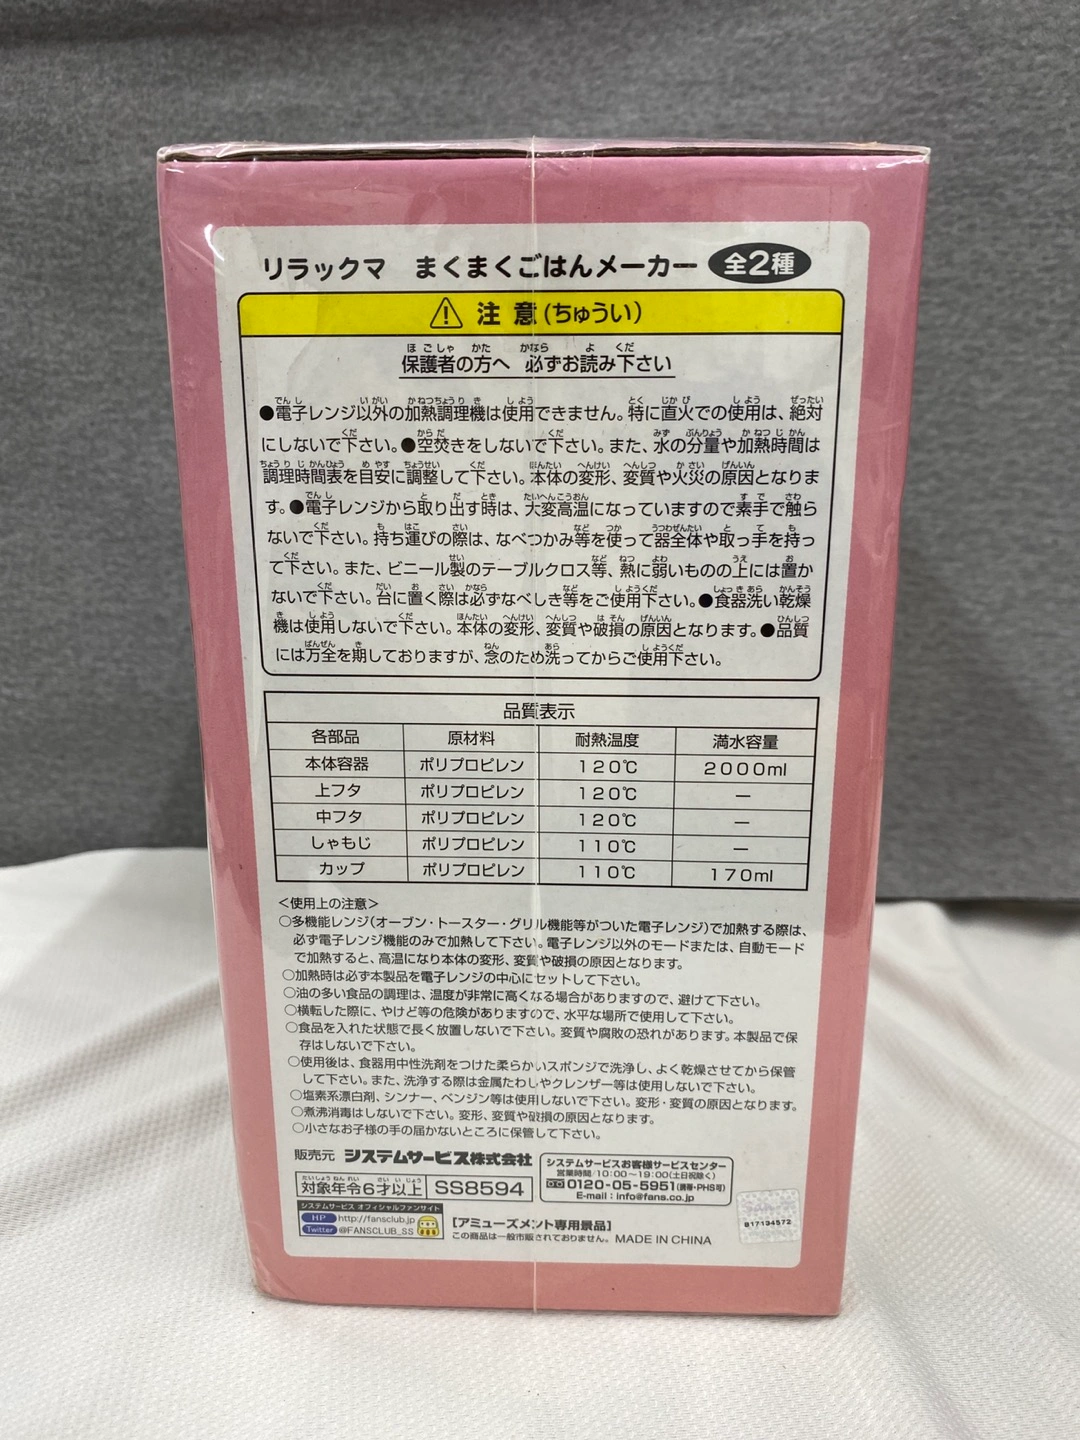 リラックマ まくまくごはんメーカー 全2種
⚠ 注意(ちゅうい)
保護者の方へ 必ずお読み下さい
●電子レンジ以外の加熱調理機は使用できません。特に直火での使用は、絶対
にしないで下さい。●空焚きをしないで下さい。また、水の分量や加熱時間は
調理時間表を目安に調整して下さい。本体の変形、変質や火災の原因となりま
す。●電子レンジから取り出す時は、大変高温になっていますので素手で触ら
ないで下さい。持ち運びの際は、なべつかみ等を使って器全体や取っ手を持っ
て下さい。また、ビニール製のテーブルクロス等、熱に弱いものの上には置か
ないで下さい。台に置く際は必ずなべしき等をご使用下さい。●食器洗い乾燥
機は使用しないで下さい。本体の変形、変質や破損の原因となります。●品質
には万全を期しておりますが、念のため洗ってからご使用下さい。
品質表示
各部品 原材料 耐熱温度 満水容量
本体容器 ポリプロピレン 120℃ 2000ml
上フタ ポリプロピレン 120℃ —
中フタ ポリプロピレン 120℃ —
しゃもじ ポリプロピレン 110℃ —
カップ ポリプロピレン 110℃ 170ml
<使用上の注意>
○多機能レンジ(オーブン・トースター・グリル機能等がついた電子レンジ)で加熱する際は、
必ず電子レンジ機能のみで加熱して下さい。電子レンジ以外のモードまたは、自動モード
で加熱すると、高温になり本体の変形、変質や破損の原因となります。
○加熱時は必ず本製品を電子レンジの中心にセットして下さい。
○油の多い食品の調理は、温度が非常に高くなる場合がありますので、避けて下さい。
○横転した際に、やけど等の危険がありますので、水平な場所で使用して下さい。
○食品を入れた状態で長く放置しないで下さい。変質や腐敗の恐れがあります。本製品で保
存はしないで下さい。
○使用後は、食器用中性洗剤をつけた柔らかいスポンジで洗浄し、よく乾燥させてから保管
して下さい。また、洗浄する際は金属たわしやクレンザー等は使用しないで下さい。
○塩素系漂白剤、シンナー、ベンジン等は使用しないで下さい。変形・変質の原因となります。
○煮沸消毒はしないで下さい。変形、変質や破損の原因となります。
○小さなお子様の手の届かないところに保管して下さい。
販売元 システムサービス株式会社
対象年令6才以上 SS8594
システムサービスお客様サービスセンター
営業時間/10:00〜19:00(土日祝除く)
0120-05-5951(携帯・PHS可)
E-mail:info@fans.co.jp
システムサービス オフィシャルファンサイト
HP http://fansclub.jp
Twitter @FANSCLUB_SS
[アミューズメント専用景品]
この商品は一般市販されておりません。 MADE IN CHINA
817194572